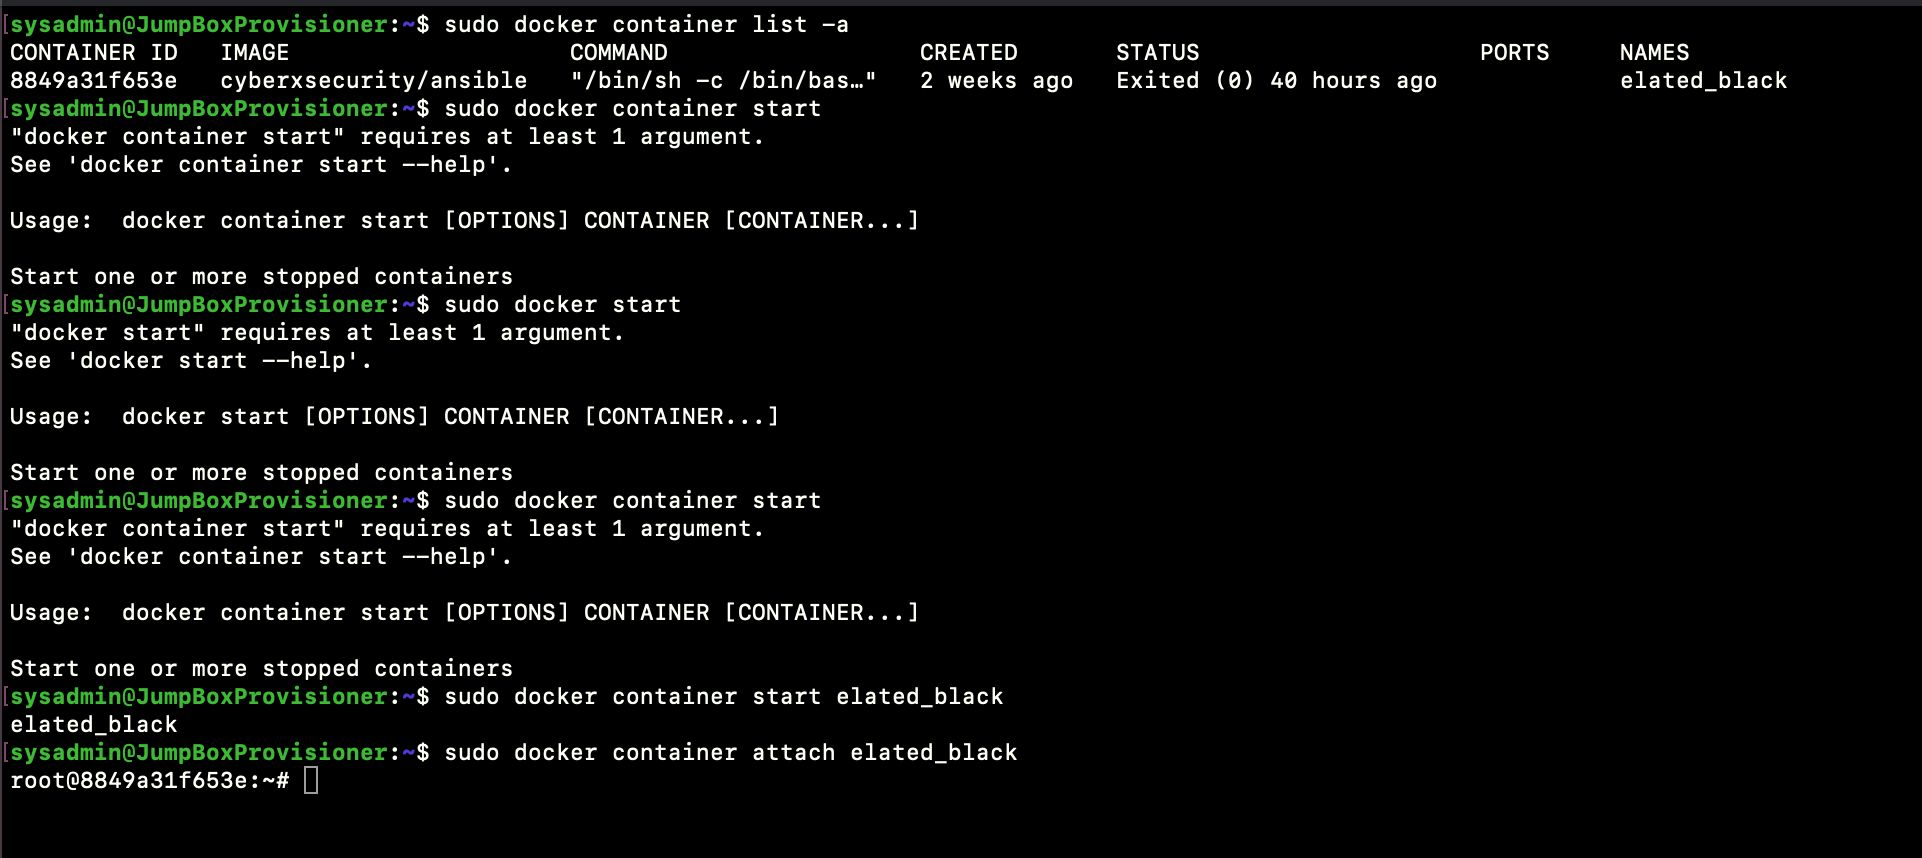 [sysadmin@JumpBoxProvisioner:~$ sudo docker container list -a
CONTAINER ID   IMAGE                    COMMAND                  CREATED       STATUS                    PORTS     NAMES
8849a31f653e   cyberxsecurity/ansible   "/bin/sh -c /bin/bas…"   2 weeks ago   Exited (0) 40 hours ago             elated_black
[sysadmin@JumpBoxProvisioner:~$ sudo docker container start
"docker container start" requires at least 1 argument.
See 'docker container start --help'.

Usage:  docker container start [OPTIONS] CONTAINER [CONTAINER...]

Start one or more stopped containers
[sysadmin@JumpBoxProvisioner:~$ sudo docker start
"docker start" requires at least 1 argument.
See 'docker start --help'.

Usage:  docker start [OPTIONS] CONTAINER [CONTAINER...]

Start one or more stopped containers
[sysadmin@JumpBoxProvisioner:~$ sudo docker container start
"docker container start" requires at least 1 argument.
See 'docker container start --help'.

Usage:  docker container start [OPTIONS] CONTAINER [CONTAINER...]

Start one or more stopped containers
[sysadmin@JumpBoxProvisioner:~$ sudo docker container start elated_black
elated_black
[sysadmin@JumpBoxProvisioner:~$ sudo docker container attach elated_black
root@8849a31f653e:~#